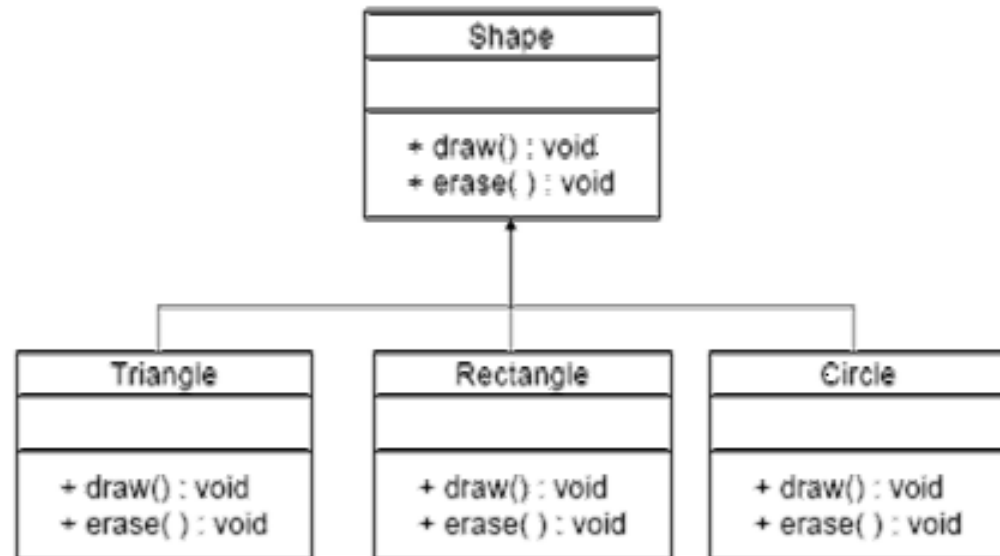 Shape
+ draw() : void
+ erase( ) : void
Triangle
+ draw() : void
+ erase( ) : void
Rectangle
+ draw() : void
+ erase( ) : void
Circle
+ draw() : void
+ erase( ) : void